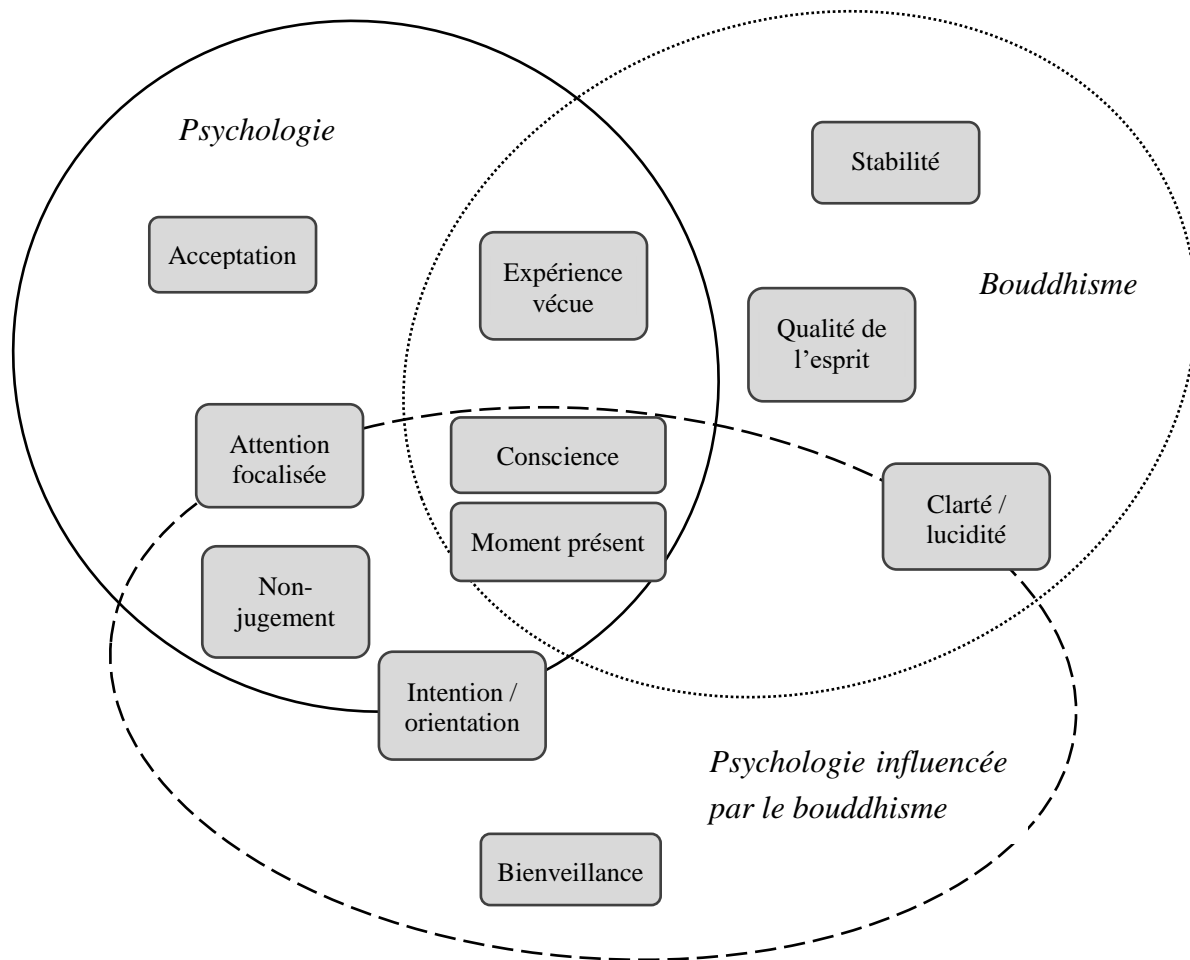 Psychologie
Stabilité
Acceptation
Expérience
vécue
Bouddhisme
Qualité de
l’esprit
Attention
focalisée
Conscience
Clarté /
lucidité
Moment présent
Non-
jugement
Intention /
orientation
Psychologie influencée
par le bouddhisme
Bienveillance